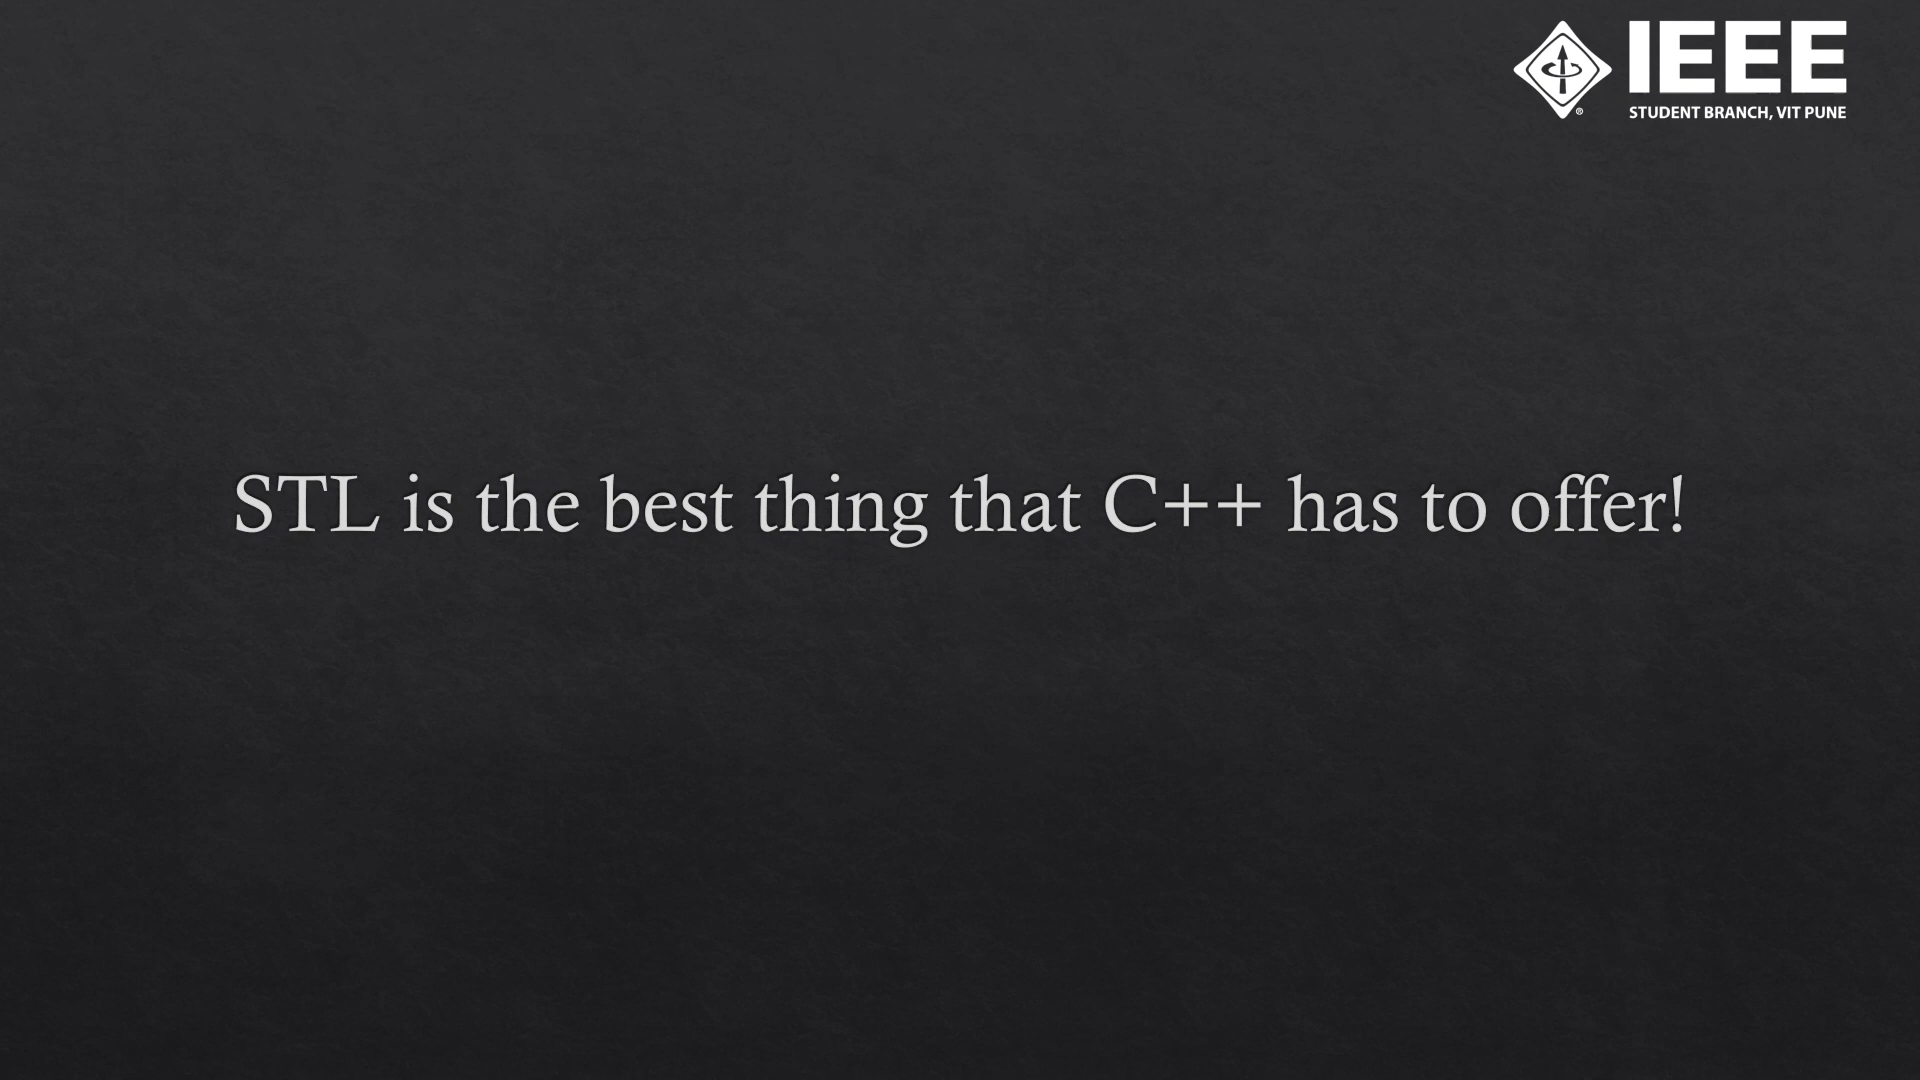 IEEE
STUDENT BRANCH, VIT PUNE
STL is the best thing that C++ has to offer!